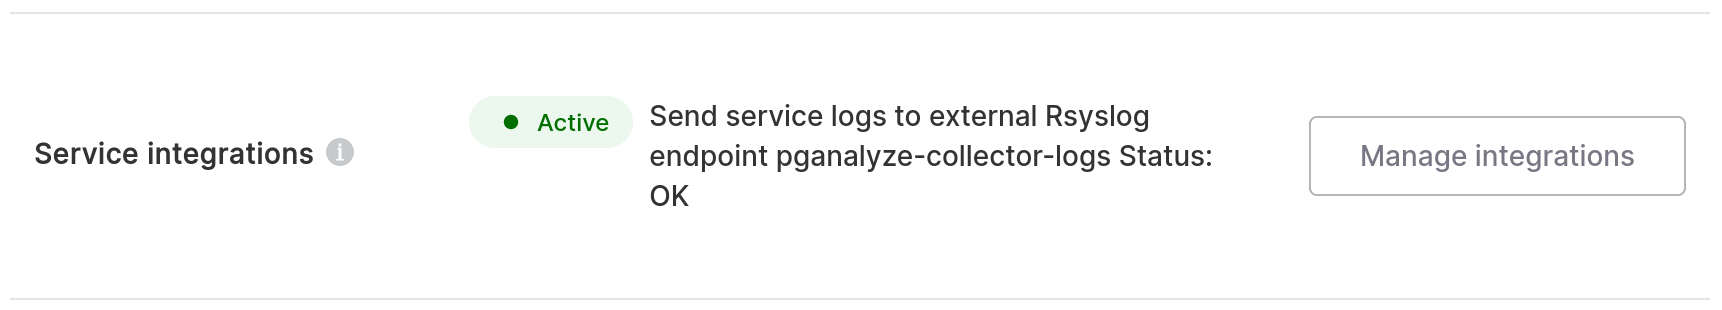 Service integrations
Active
Send service logs to external Rsyslog
endpoint pganalyze-collector-logs Status:
OK
Manage integrations